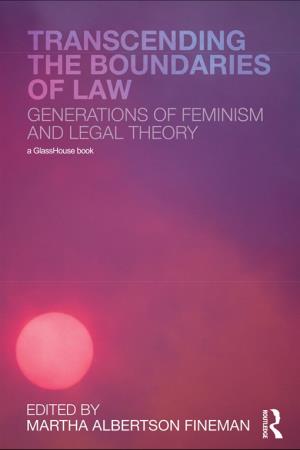 TRANSCENDING
THE BOUNDARIES
OF LAW
GENERATIONS OF FEMINISM
AND LEGAL THEORY
a GlassHouse book
EDITED BY
MARTHA ALBERTSON FINEMAN
ROUTLEDGE